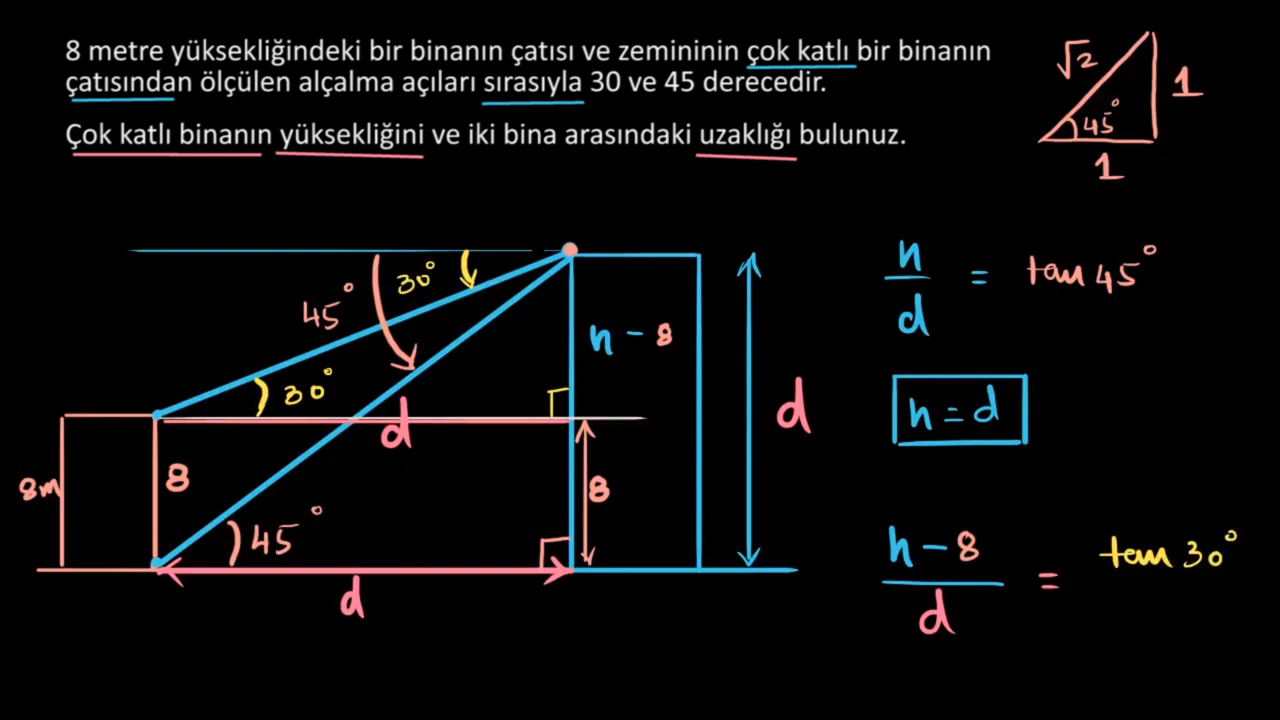 8 metre yüksekliğindeki bir binanın çatısı ve zemininin çok katlı bir binanın
çatısından ölçülen alçalma açıları sırasıyla 30 ve 45 derecedir.
Çok katlı binanın yüksekliğini ve iki bina arasındaki uzaklığı bulunuz.
√2
1
45°
1
45°
30°
h - 8
h/d = tan 45°
30°
d
d
h = d
8m
8
8
45°
d
h - 8/d = tan 30°